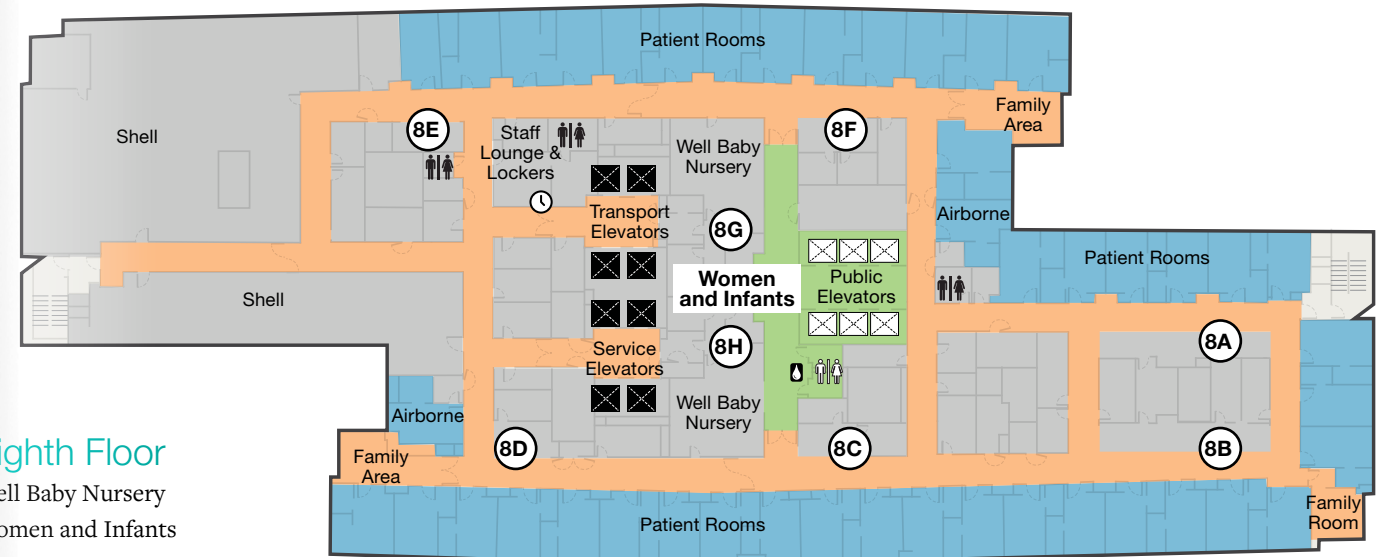 Patient Rooms
Family
Area
8E
8F
Shell
Staff
Lounge &
Lockers
Well Baby
Nursery
Transport
Elevators
8G
Airborne
Women
and Infants
Public
Elevators
Patient Rooms
Shell
Service
Elevators
8H
8A
Airborne
Well Baby
Nursery
8D
8C
8B
Family
Area
Family
Room
Patient Rooms
ighth Floor
ell Baby Nursery
omen and Infants